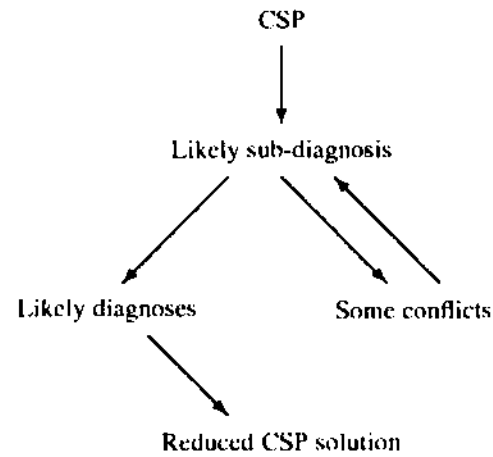 CSP
Likely sub-diagnosis
Likely diagnoses
Some conflicts
Reduced CSP solution